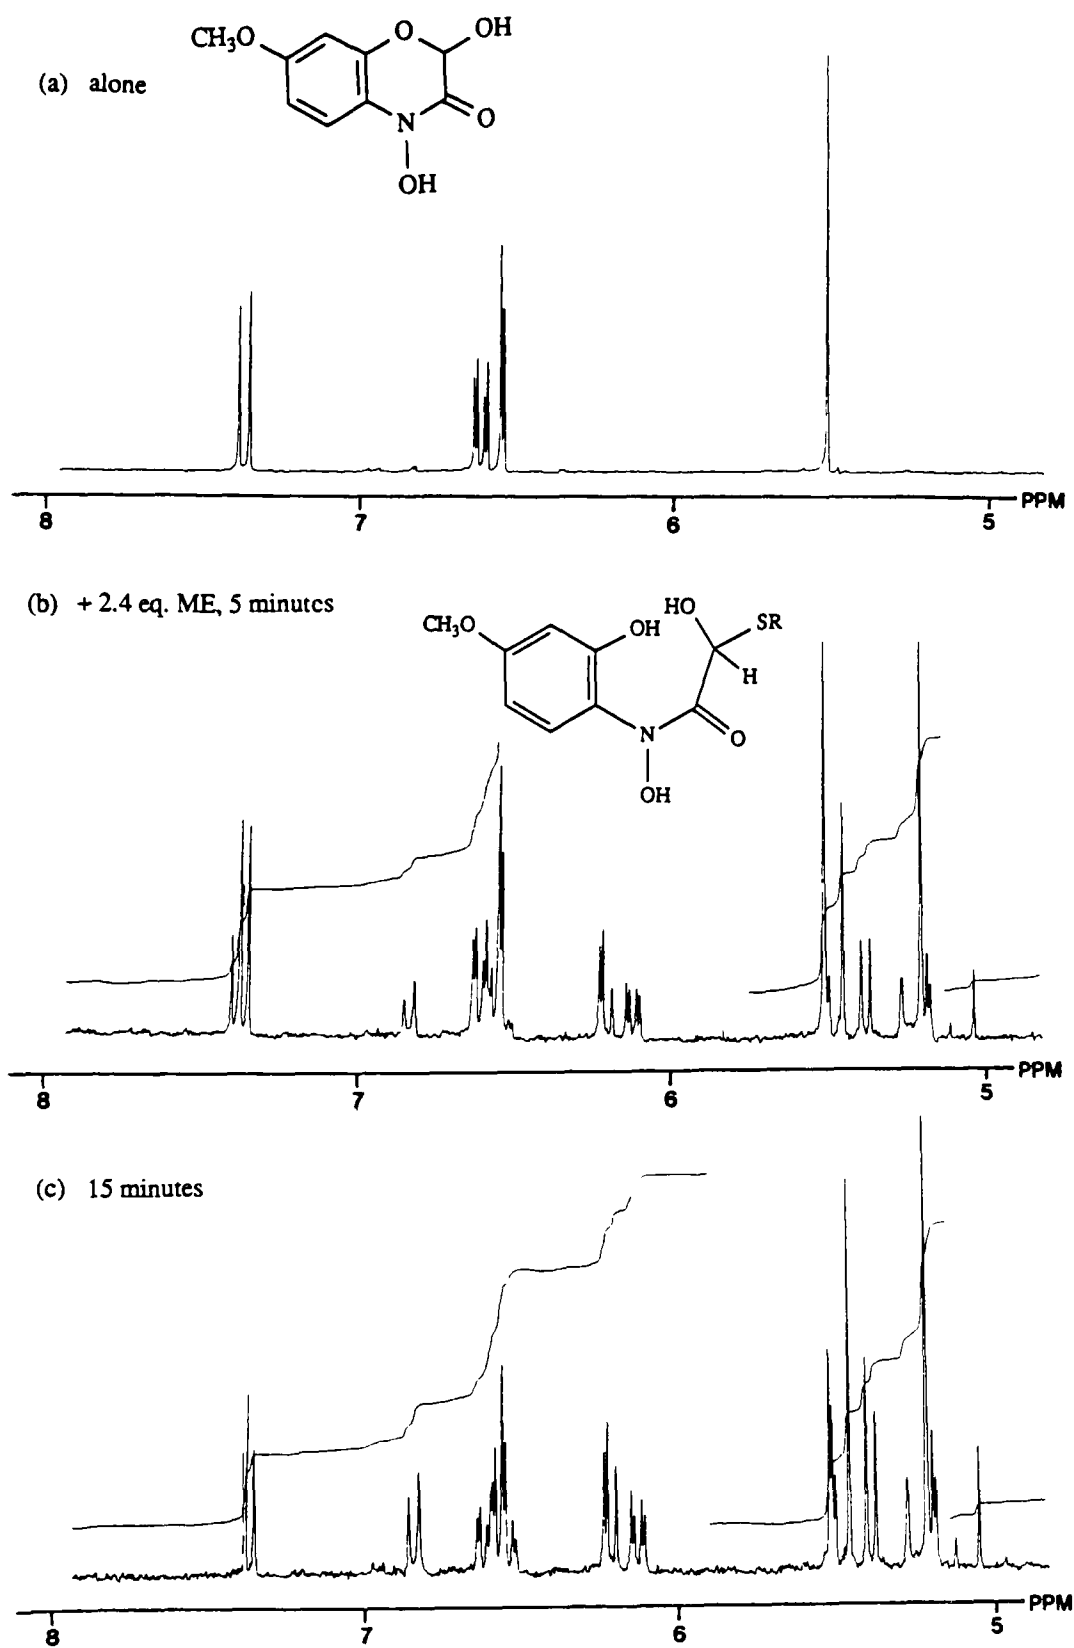 CH₃O
O
OH
(a) alone
N
O
OH
8 7 6 5 PPM
(b) + 2.4 eq. ME, 5 minutes
HO
CH₃O
OH
SR
H
N
O
OH
8 7 6 5 PPM
(c) 15 minutes
8 7 6 5 PPM